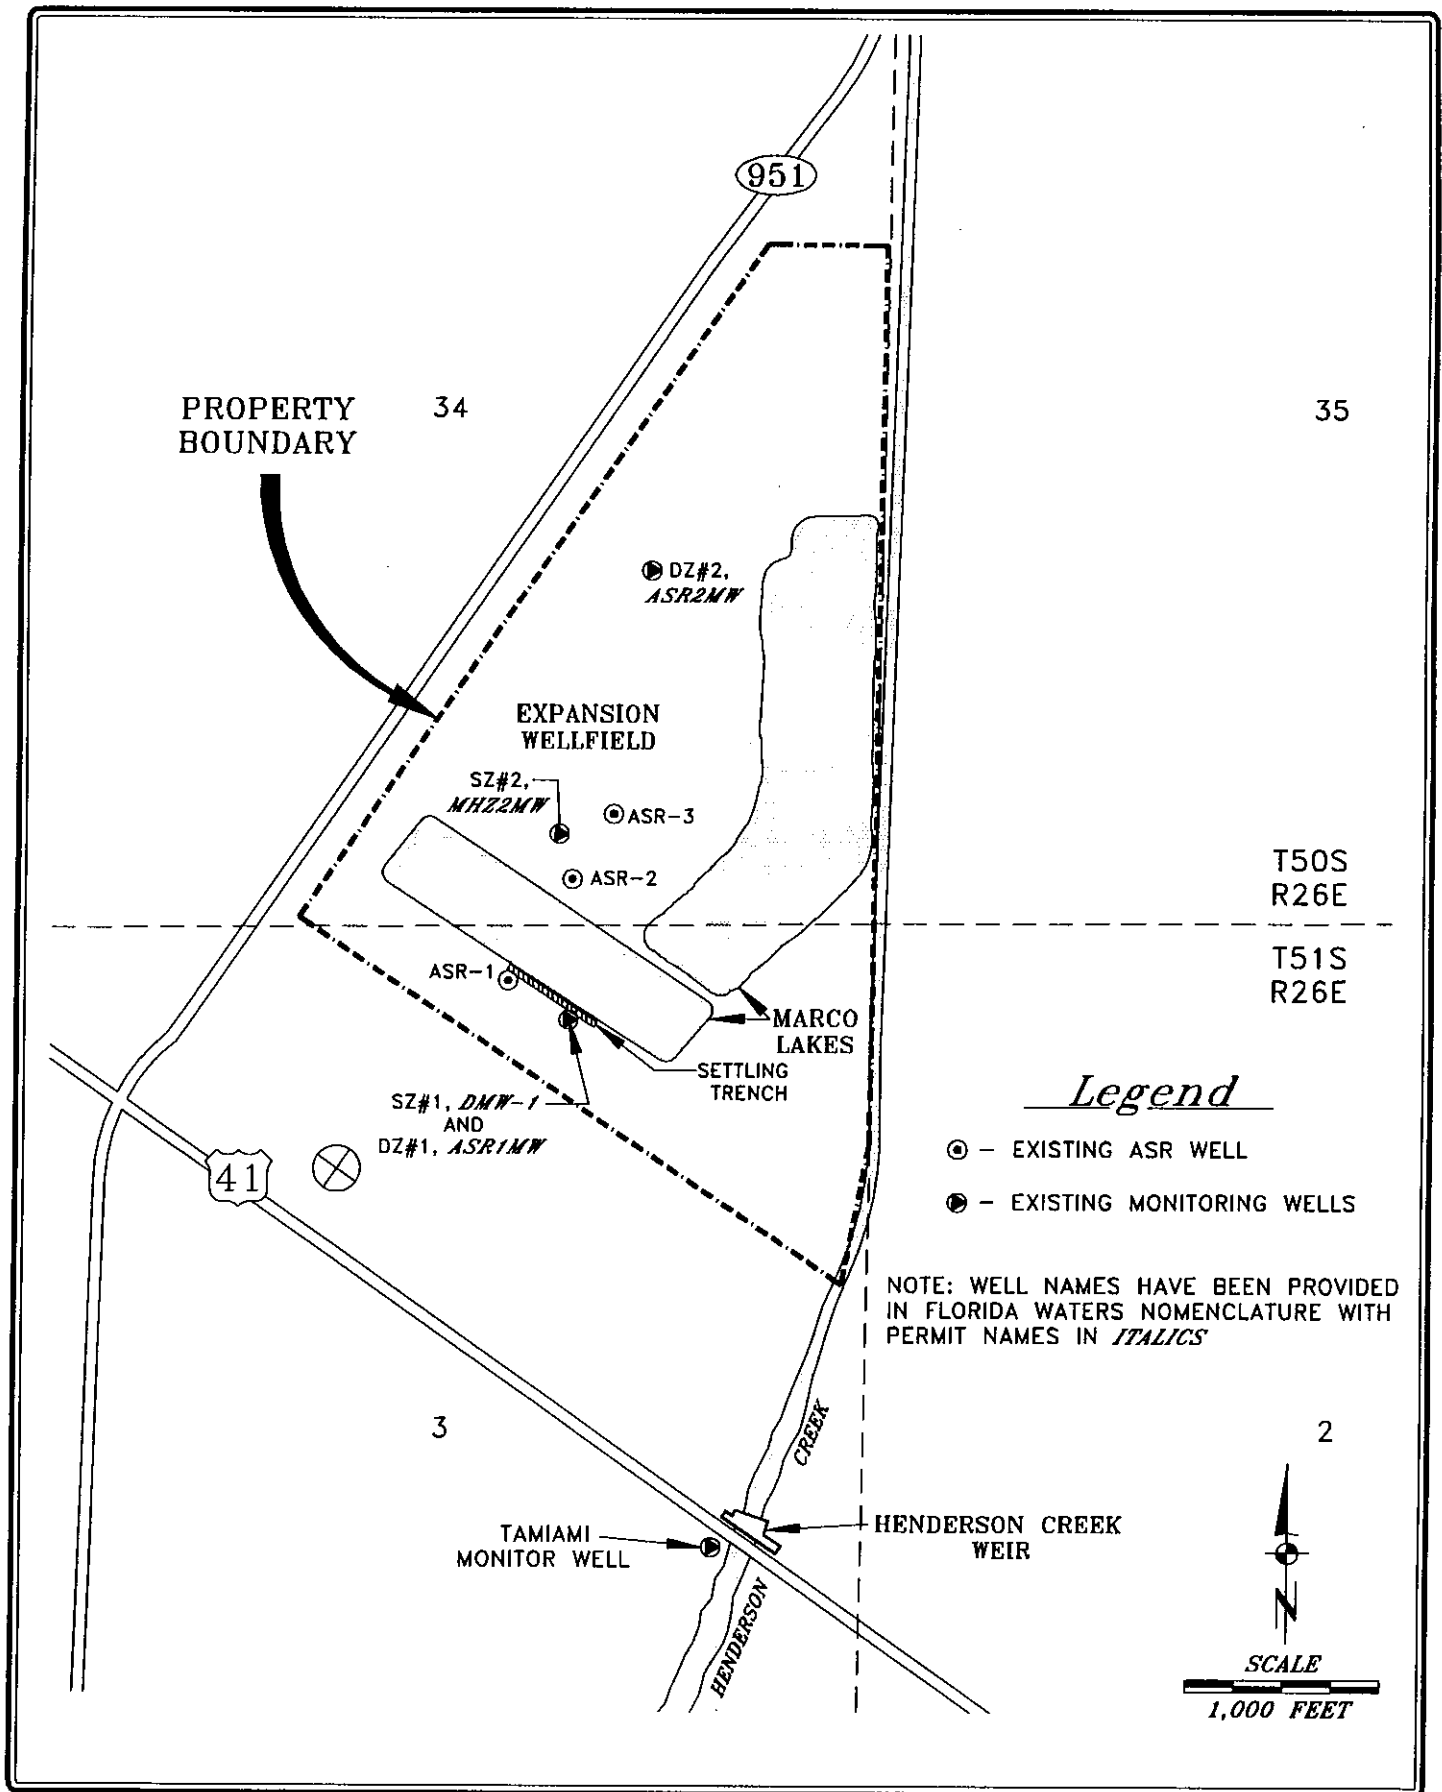 951
PROPERTY
BOUNDARY
34
35
DZ#2,
ASR2MW
EXPANSION
WELLFIELD
SZ#2,
MHZ2MW
ASR-3
ASR-2
T50S
R26E
ASR-1
T51S
R26E
MARCO
LAKES
SETTLING
TRENCH
SZ#1, DMW-1
AND
DZ#1, ASR1MW
41
Legend
- EXISTING ASR WELL
- EXISTING MONITORING WELLS
NOTE: WELL NAMES HAVE BEEN PROVIDED
IN FLORIDA WATERS NOMENCLATURE WITH
PERMIT NAMES IN ITALICS
3
2
CREEK
TAMIAMI
MONITOR WELL
HENDERSON CREEK
WEIR
HENDERSON
N
SCALE
1,000 FEET